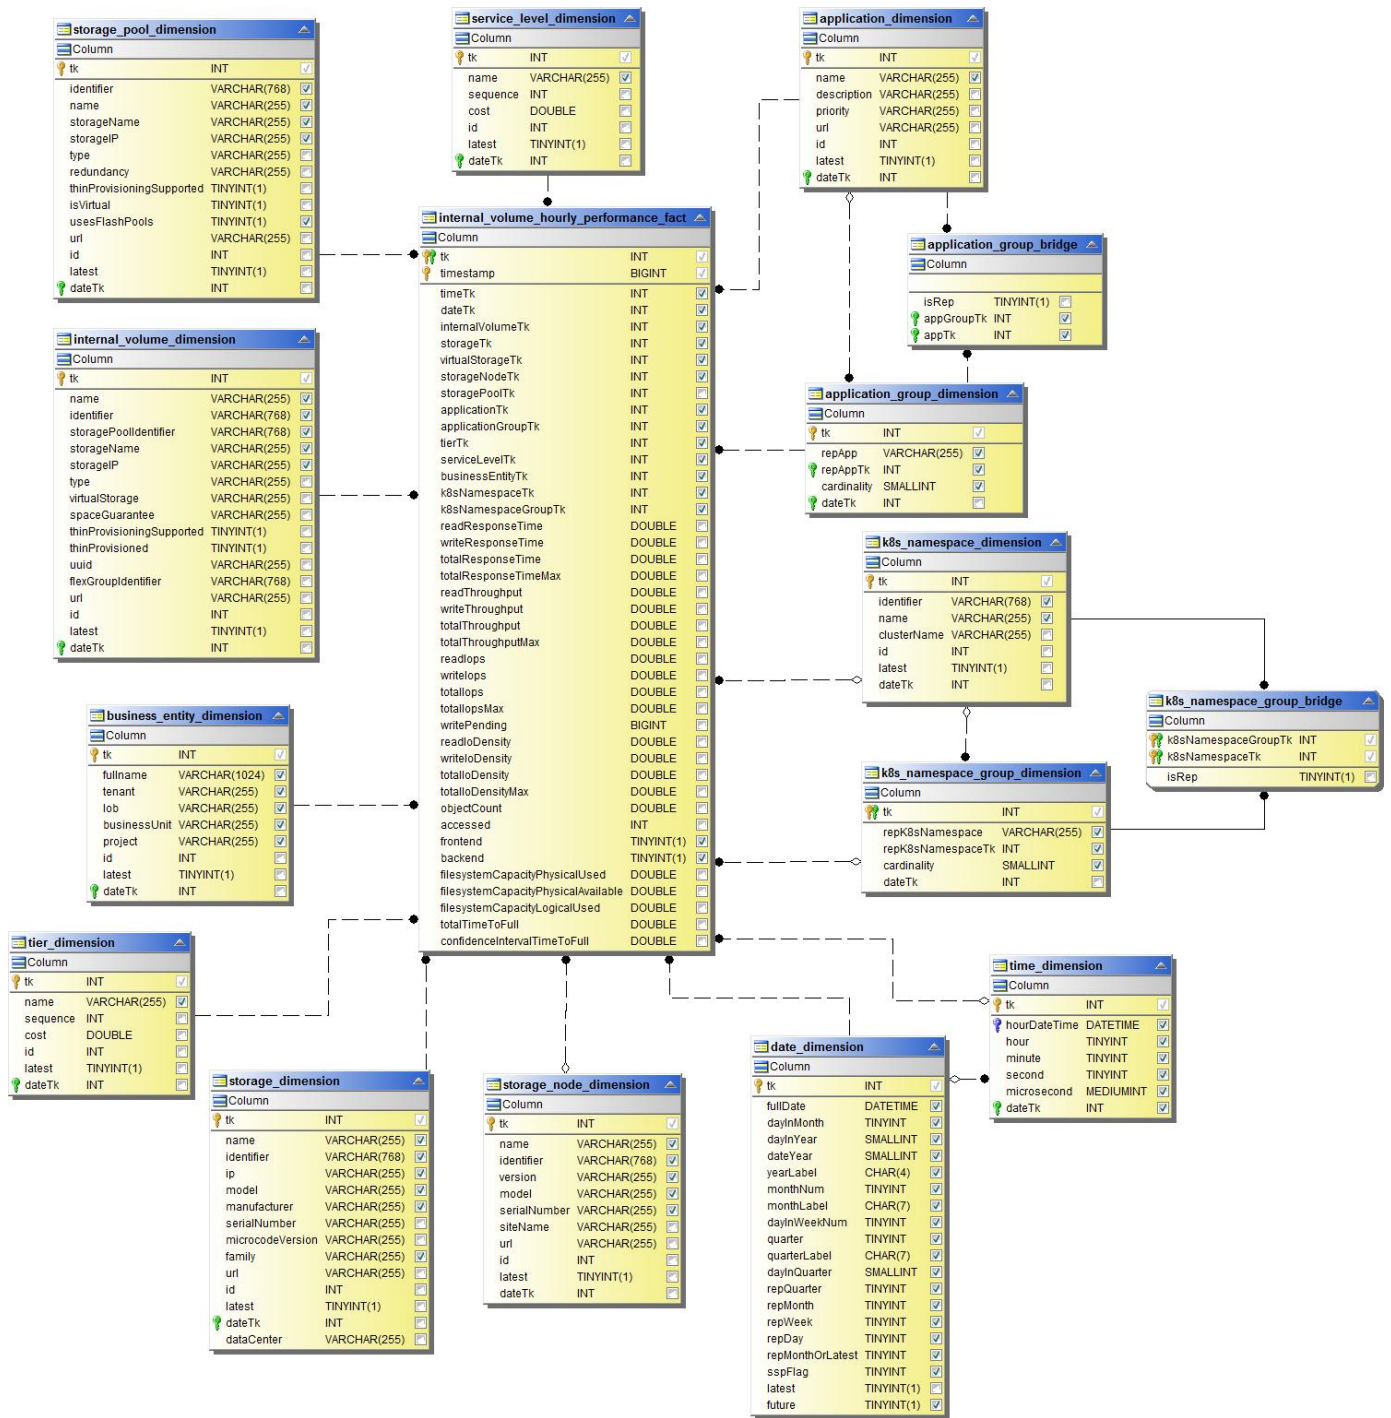 storage_pool_dimension
Column
tk INT
identifier VARCHAR(768)
name VARCHAR(255)
storageName VARCHAR(255)
storageIP VARCHAR(255)
type VARCHAR(255)
redundancy VARCHAR(255)
thinProvisioningSupported TINYINT(1)
isVirtual TINYINT(1)
usesFlashPools TINYINT(1)
url VARCHAR(255)
id INT
latest TINYINT(1)
dateTk INT
service_level_dimension
Column
tk INT
name VARCHAR(255)
sequence INT
cost DOUBLE
id INT
latest TINYINT(1)
dateTk INT
application_dimension
Column
tk INT
name VARCHAR(255)
description VARCHAR(255)
priority VARCHAR(255)
url VARCHAR(255)
id INT
latest TINYINT(1)
dateTk INT
internal_volume_hourly_performance_fact
Column
tk INT
timestamp BIGINT
timeTk INT
dateTk INT
internalVolumeTk INT
storageTk INT
virtualStorageTk INT
storageNodeTk INT
storagePoolTk INT
applicationTk INT
applicationGroupTk INT
tierTk INT
serviceLevelTk INT
businessEntityTk INT
k8sNamespaceTk INT
k8sNamespaceGroupTk INT
readResponseTime DOUBLE
writeResponseTime DOUBLE
totalResponseTime DOUBLE
totalResponseTimeMax DOUBLE
readThroughput DOUBLE
writeThroughput DOUBLE
totalThroughput DOUBLE
totalThroughputMax DOUBLE
readIops DOUBLE
writeIops DOUBLE
totalIops DOUBLE
totalIopsMax DOUBLE
writePending BIGINT
readIoDensity DOUBLE
writeIoDensity DOUBLE
totalIoDensity DOUBLE
totalIoDensityMax DOUBLE
objectCount DOUBLE
accessed INT
frontend TINYINT(1)
backend TINYINT(1)
filesystemCapacityPhysicalUsed DOUBLE
filesystemCapacityPhysicalAvailable DOUBLE
filesystemCapacityLogicalUsed DOUBLE
totalTimeToFull DOUBLE
confidenceIntervalTimeToFull DOUBLE
application_group_bridge
Column
isRep TINYINT(1)
appGroupTk INT
appTk INT
internal_volume_dimension
Column
tk INT
name VARCHAR(255)
identifier VARCHAR(768)
storagePoolIdentifier VARCHAR(768)
storageName VARCHAR(255)
storageIP VARCHAR(255)
type VARCHAR(255)
virtualStorage VARCHAR(255)
spaceGuarantee VARCHAR(255)
thinProvisioningSupported TINYINT(1)
thinProvisioned TINYINT(1)
uuid VARCHAR(255)
flexGroupIdentifier VARCHAR(768)
url VARCHAR(255)
id INT
latest TINYINT(1)
dateTk INT
application_group_dimension
Column
tk INT
repApp VARCHAR(255)
repAppTk INT
cardinality SMALLINT
dateTk INT
k8s_namespace_dimension
Column
tk INT
identifier VARCHAR(768)
name VARCHAR(255)
clusterName VARCHAR(255)
id INT
latest TINYINT(1)
dateTk INT
k8s_namespace_group_bridge
Column
k8sNamespaceGroupTk INT
k8sNamespaceTk INT
isRep TINYINT(1)
business_entity_dimension
Column
tk INT
fullname VARCHAR(1024)
tenant VARCHAR(255)
lob VARCHAR(255)
businessUnit VARCHAR(255)
project VARCHAR(255)
id INT
latest TINYINT(1)
dateTk INT
k8s_namespace_group_dimension
Column
tk INT
repK8sNamespace VARCHAR(255)
repK8sNamespaceTk INT
cardinality SMALLINT
dateTk INT
tier_dimension
Column
tk INT
name VARCHAR(255)
sequence INT
cost DOUBLE
id INT
latest TINYINT(1)
dateTk INT
time_dimension
Column
tk INT
hourDateTime DATETIME
hour TINYINT
minute TINYINT
second TINYINT
microsecond MEDIUMINT
dateTk INT
storage_dimension
Column
tk INT
name VARCHAR(255)
identifier VARCHAR(768)
ip VARCHAR(255)
model VARCHAR(255)
manufacturer VARCHAR(255)
serialNumber VARCHAR(255)
microcodeVersion VARCHAR(255)
family VARCHAR(255)
url VARCHAR(255)
id INT
latest TINYINT(1)
dateTk INT
dataCenter VARCHAR(255)
storage_node_dimension
Column
tk INT
name VARCHAR(255)
identifier VARCHAR(768)
version VARCHAR(255)
model VARCHAR(255)
serialNumber VARCHAR(255)
siteName VARCHAR(255)
url VARCHAR(255)
id INT
latest TINYINT(1)
dateTk INT
date_dimension
Column
tk INT
fullDate DATETIME
dayInMonth TINYINT
dayInYear SMALLINT
dateYear SMALLINT
yearLabel CHAR(4)
monthNum TINYINT
monthLabel CHAR(7)
dayInWeekNum TINYINT
quarter TINYINT
quarterLabel CHAR(7)
dayInQuarter SMALLINT
repQuarter TINYINT
repMonth TINYINT
repWeek TINYINT
repDay TINYINT
repMonthOrLatest TINYINT
sspFlag TINYINT
latest TINYINT(1)
future TINYINT(1)